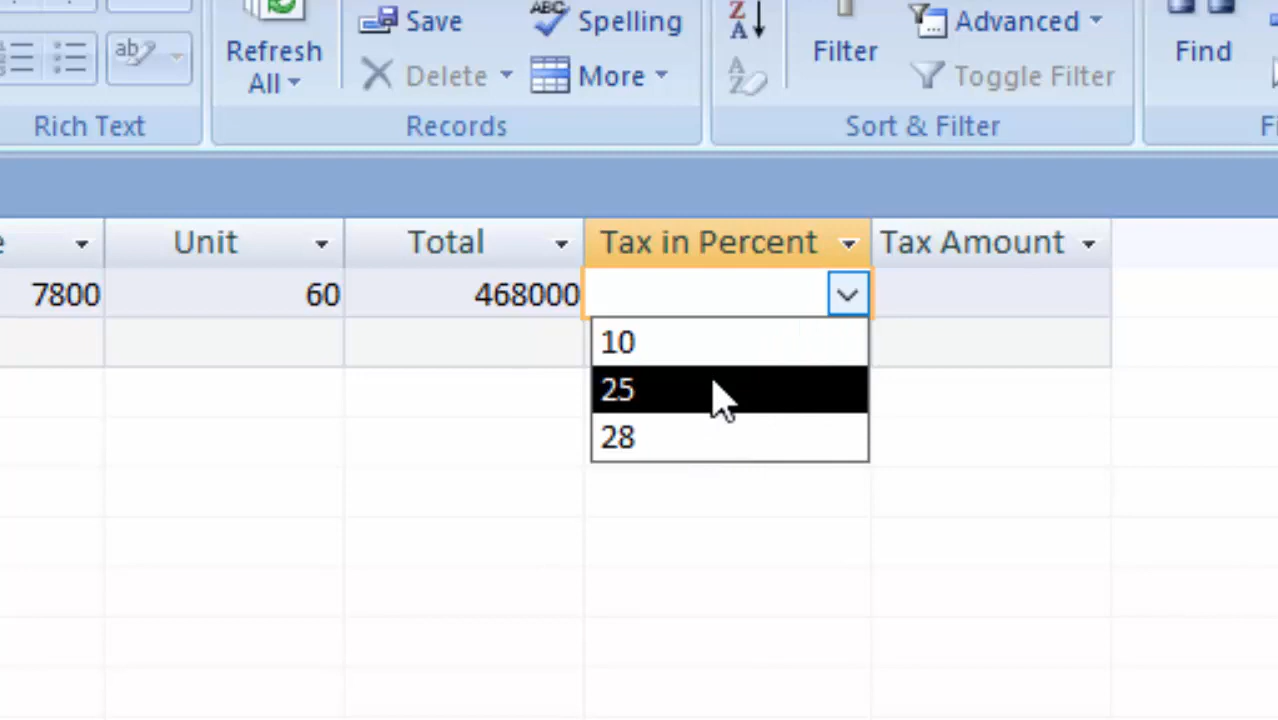 Save
Spelling
Advanced
Refresh
All
Filter
Find
Delete
More
Toggle Filter
Rich Text
Records
Sort & Filter
Unit
Total
Tax in Percent
Tax Amount
7800
60
468000
10
25
28